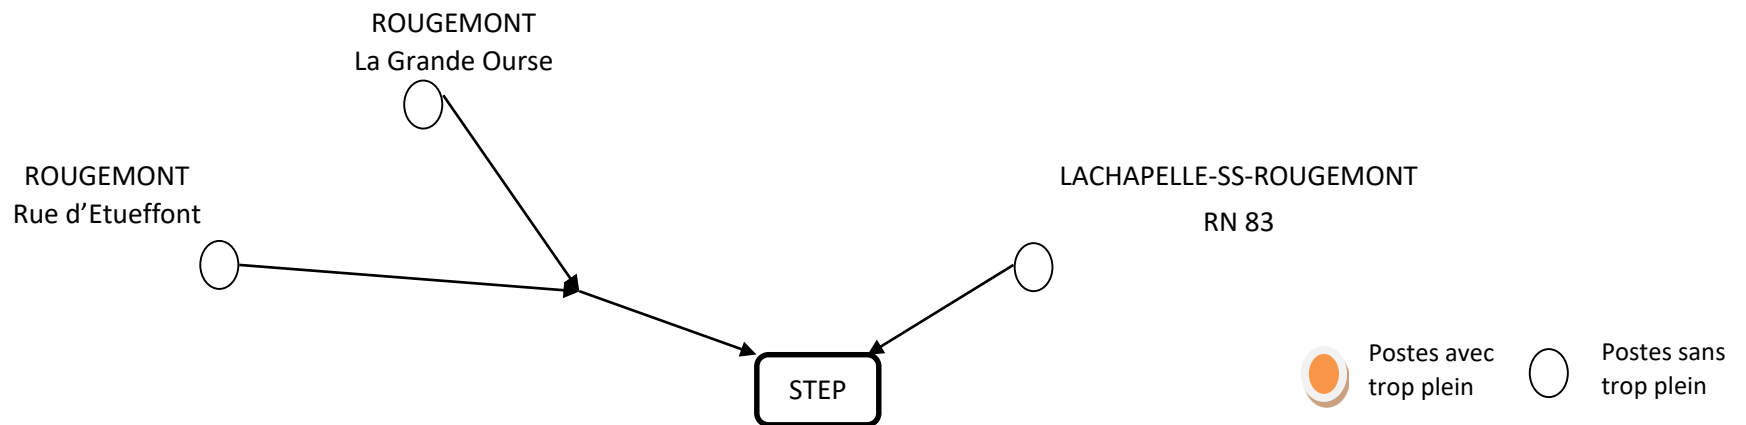 ROUGEMONT
La Grande Ourse
ROUGEMONT
Rue d’Etueffont
LACHAPELLE-SS-ROUGEMONT
RN 83
STEP
Postes avec
trop plein
Postes sans
trop plein